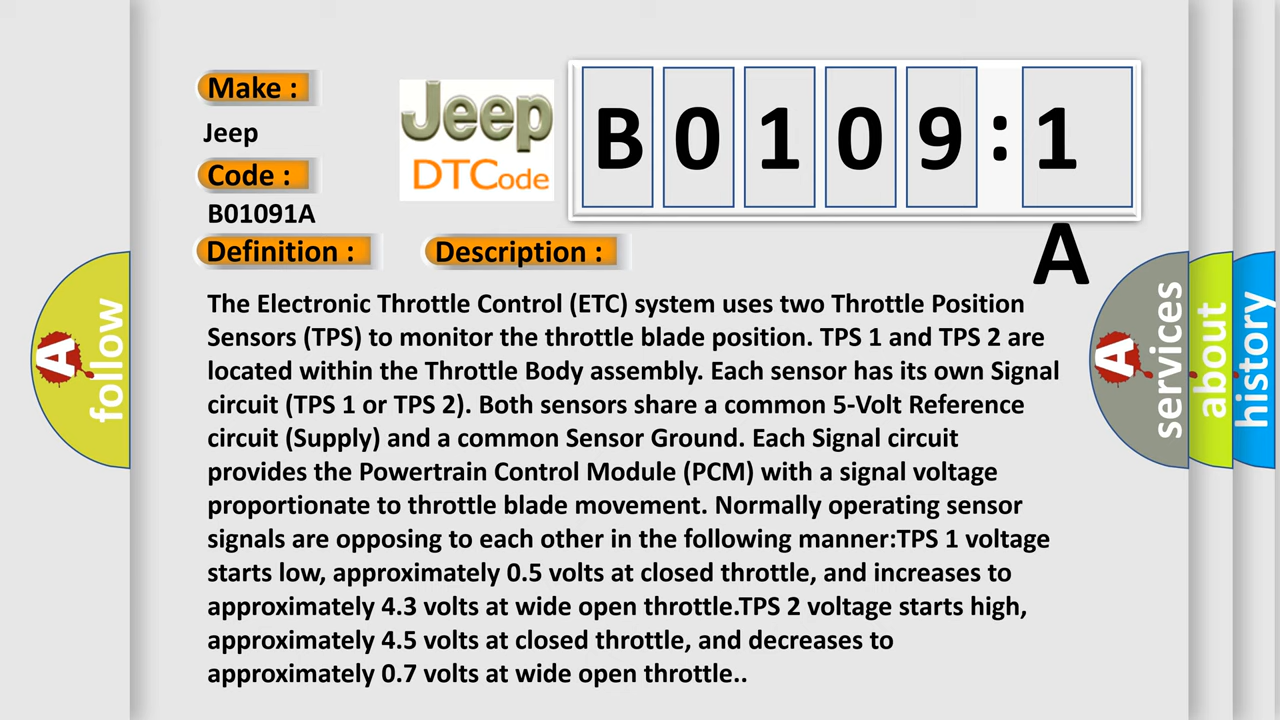 Make :
Jeep
Code :
B01091A
Definition :
Description :
Jeep
DTCode
B0109:1
A
The Electronic Throttle Control (ETC) system uses two Throttle Position
Sensors (TPS) to monitor the throttle blade position. TPS 1 and TPS 2 are
located within the Throttle Body assembly. Each sensor has its own Signal
circuit (TPS 1 or TPS 2). Both sensors share a common 5-Volt Reference
circuit (Supply) and a common Sensor Ground. Each Signal circuit
provides the Powertrain Control Module (PCM) with a signal voltage
proportionate to throttle blade movement. Normally operating sensor
signals are opposing to each other in the following manner:TPS 1 voltage
starts low, approximately 0.5 volts at closed throttle, and increases to
approximately 4.3 volts at wide open throttle.TPS 2 voltage starts high,
approximately 4.5 volts at closed throttle, and decreases to
approximately 0.7 volts at wide open throttle..
A
follow
A
services
about
history